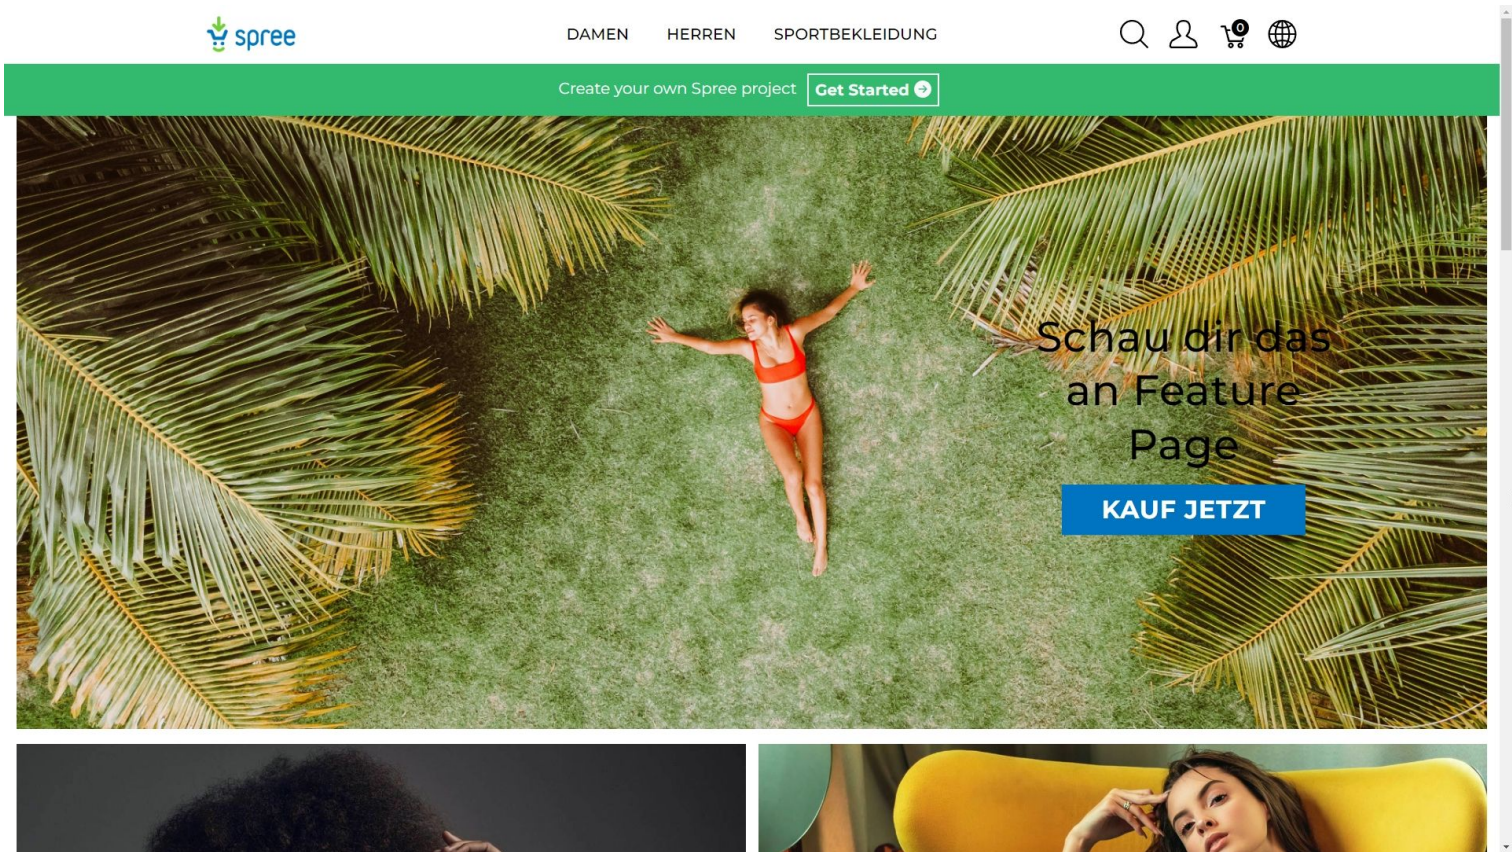 spree
DAMEN HERREN SPORTBEKLEIDUNG
0
Create your own Spree project Get Started
Schau dir das
an Feature
Page
KAUF JETZT